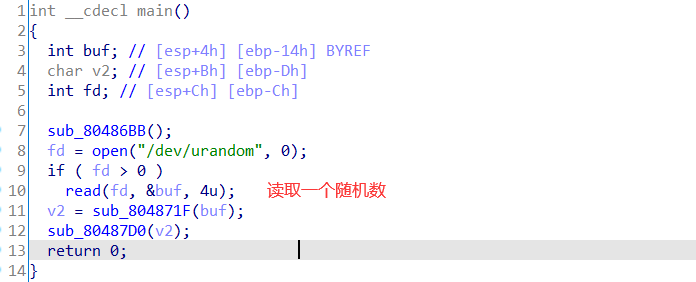 1 int __cdecl main()
2 {
3 int buf; // [esp+4h] [ebp-14h] BYREF
4 char v2; // [esp+Bh] [ebp-Dh]
5 int fd; // [esp+Ch] [ebp-Ch]
6
7 sub_80486BB();
8 fd = open("/dev/urandom", 0);
9 if ( fd > 0 )
10 read(fd, &buf, 4u); 读取一个随机数
11 v2 = sub_804871F(buf);
12 sub_80487D0(v2);
13 return 0;
14 }